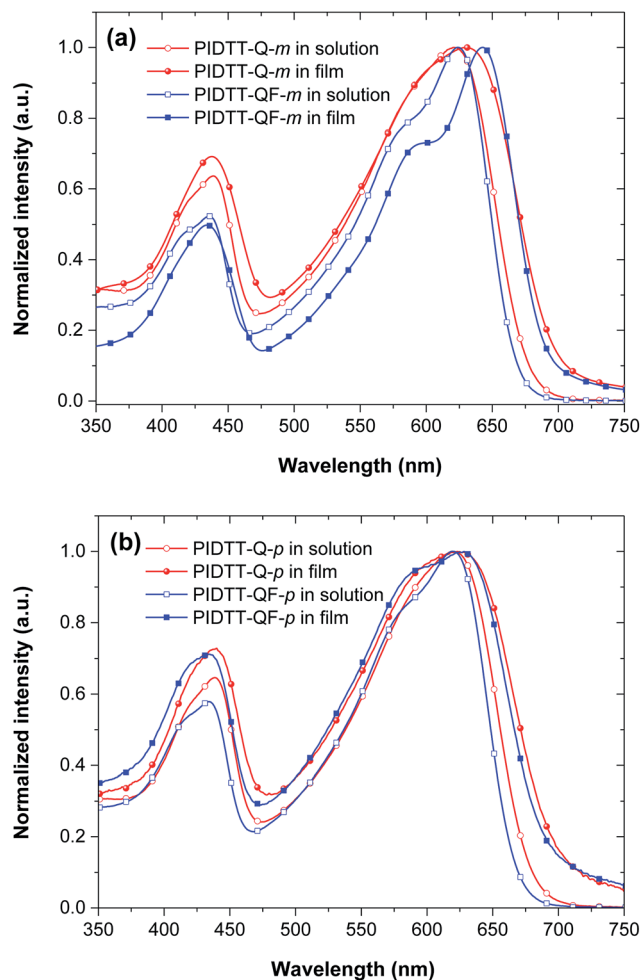 (a)
PIDTT-Q-m in solution
PIDTT-Q-m in film
PIDTT-QF-m in solution
PIDTT-QF-m in film
Normalized intensity (a.u.)
1.0
0.8
0.6
0.4
0.2
0.0
350 400 450 500 550 600 650 700 750
Wavelength (nm)
(b)
PIDTT-Q-p in solution
PIDTT-Q-p in film
PIDTT-QF-p in solution
PIDTT-QF-p in film
Normalized intensity (a.u.)
1.0
0.8
0.6
0.4
0.2
0.0
350 400 450 500 550 600 650 700 750
Wavelength (nm)